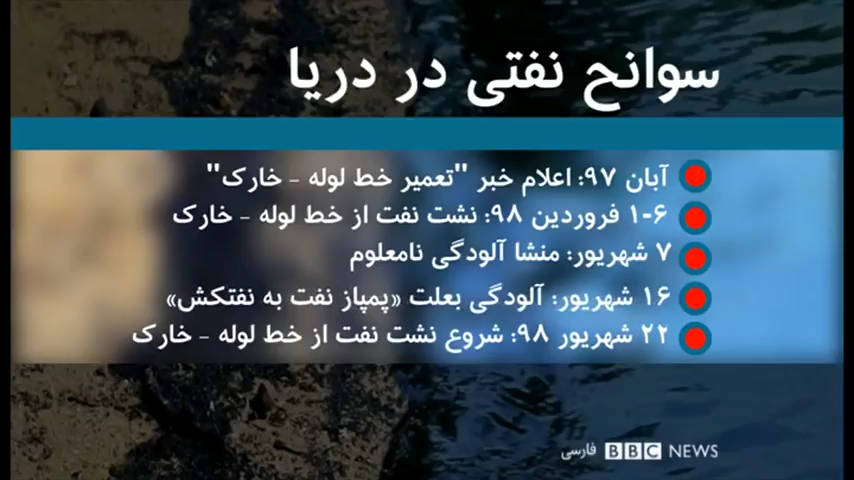 سوانح نفتی در دریا
آبان ۹۷: اعلام خبر "تعمیر خط لوله - خارک"
۱-۶ فروردین ۹۸: نشت نفت از خط لوله - خارک
۷ شهریور: منشا آلودگی نامعلوم
۱۶ شهریور: آلودگی بعلت «پمپاز نفت به نفتکش»
۲۲ شهریور ۹۸: شروع نشت نفت از خط لوله - خارک
BBC NEWS فارسی